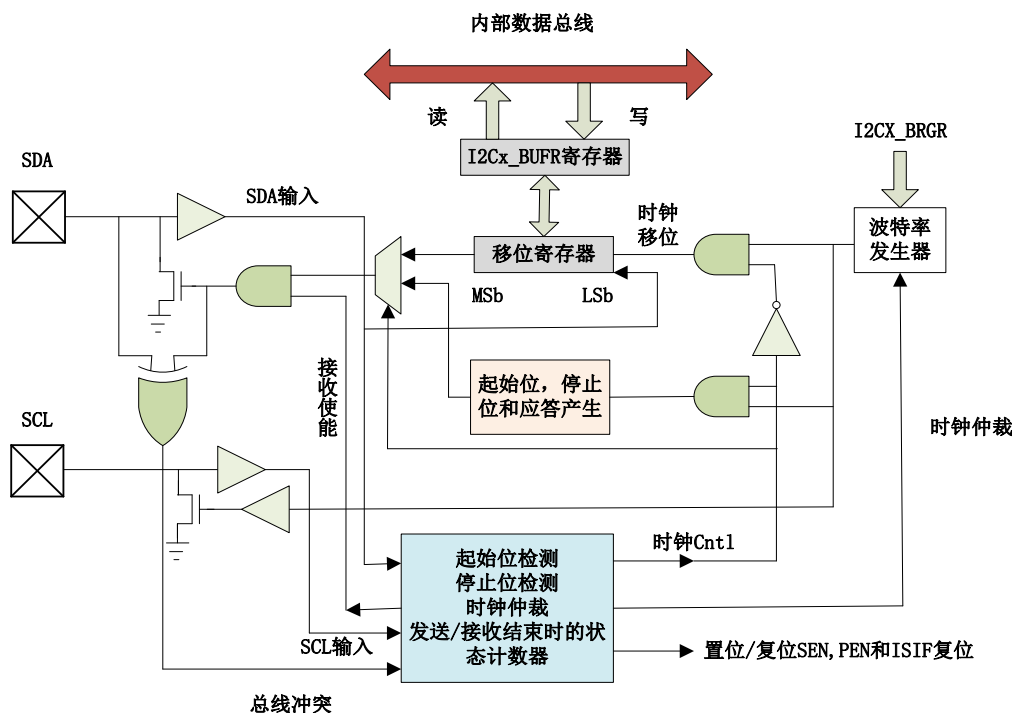 内部数据总线
读
写
I2CX_BRGR
I2Cx_BUFR寄存器
SDA
SDA输入
时钟
移位
波特率
发生器
移位寄存器
MSb
LSb
接收使能
起始位，停止
位和应答产生
SCL
时钟仲裁
时钟Cntl
起始位检测
停止位检测
时钟仲裁
发送/接收结束时的状
态计数器
SCL输入
置位/复位SEN,PEN和ISIF复位
总线冲突